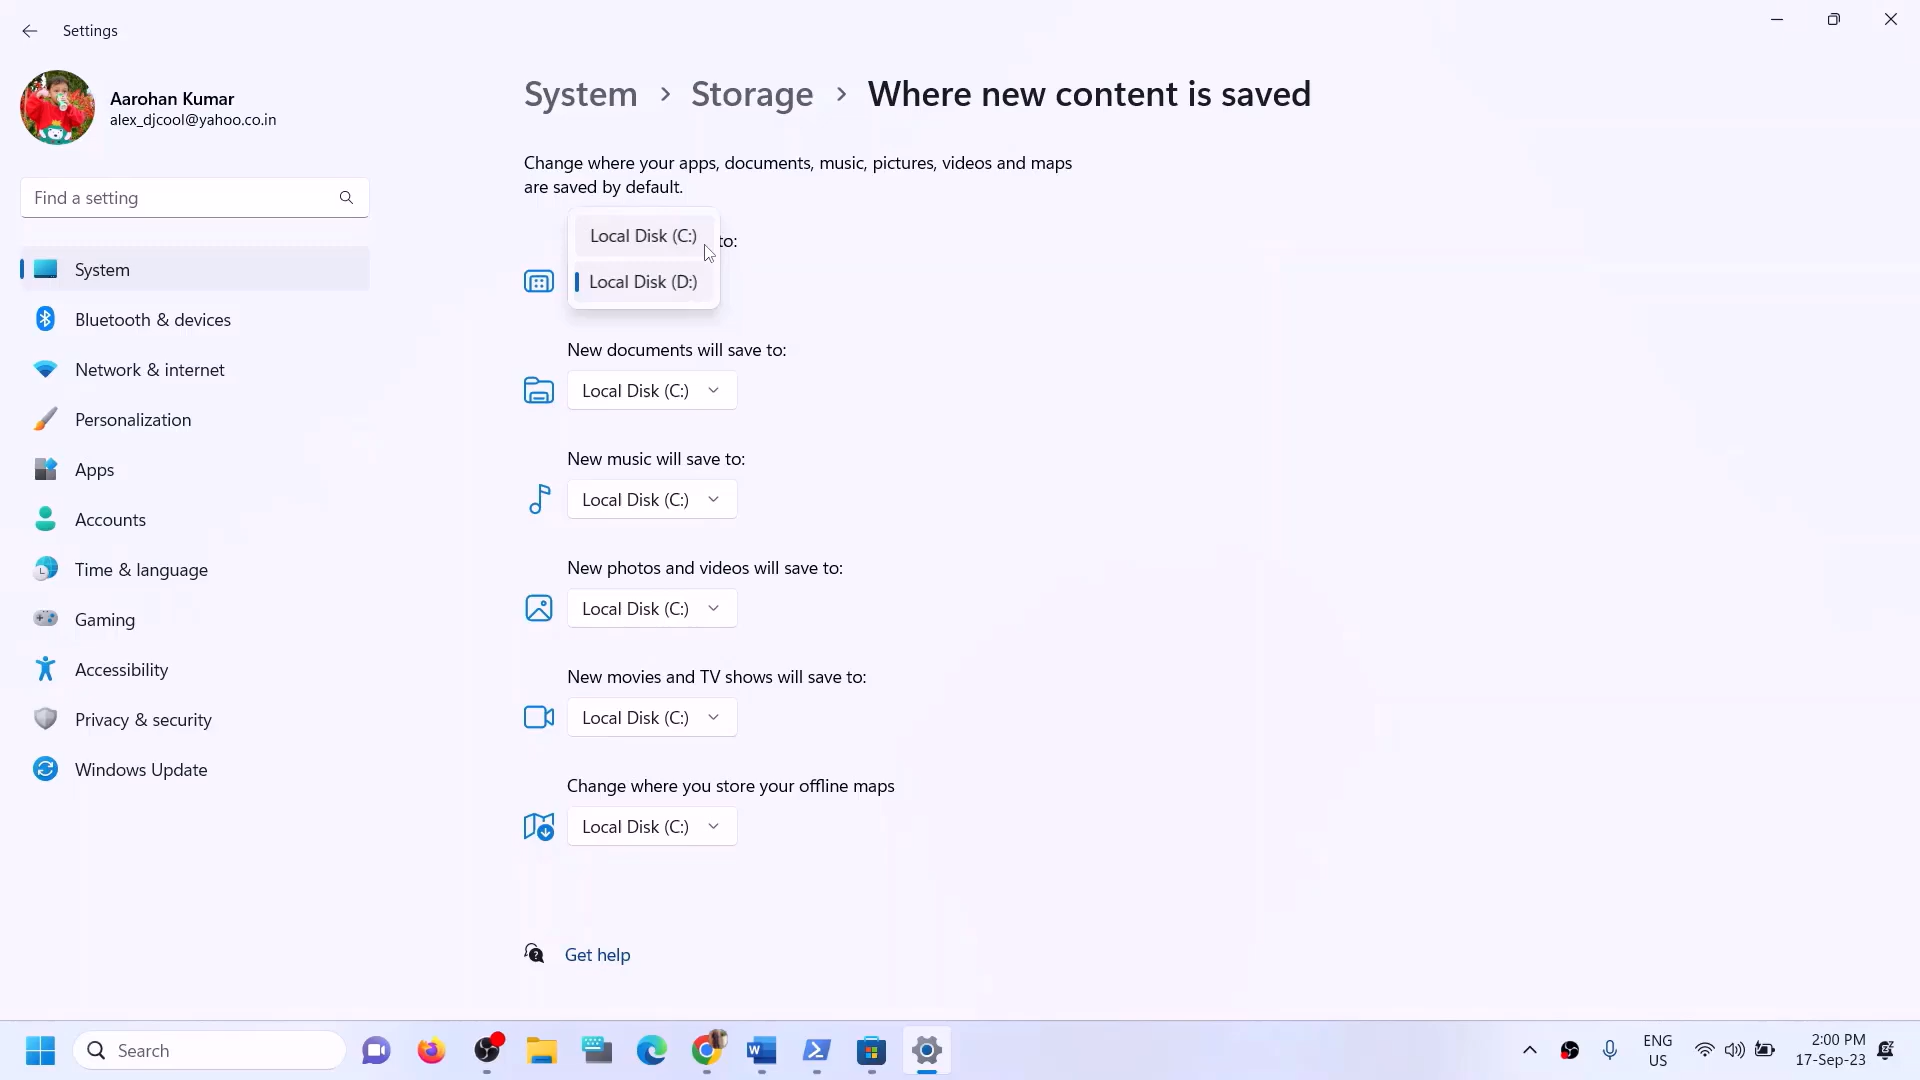 Settings
Aarohan Kumar
alex_djcool@yahoo.co.in
Find a setting
System
Bluetooth & devices
Network & internet
Personalization
Apps
Accounts
Time & language
Gaming
Accessibility
Privacy & security
Windows Update
System > Storage > Where new content is saved
Change where your apps, documents, music, pictures, videos and maps
are saved by default.
to:
Local Disk (C:)
Local Disk (D:)
New documents will save to:
Local Disk (C:)
New music will save to:
Local Disk (C:)
New photos and videos will save to:
Local Disk (C:)
New movies and TV shows will save to:
Local Disk (C:)
Change where you store your offline maps
Local Disk (C:)
Get help
Search
ENG
US
2:00 PM
17-Sep-23